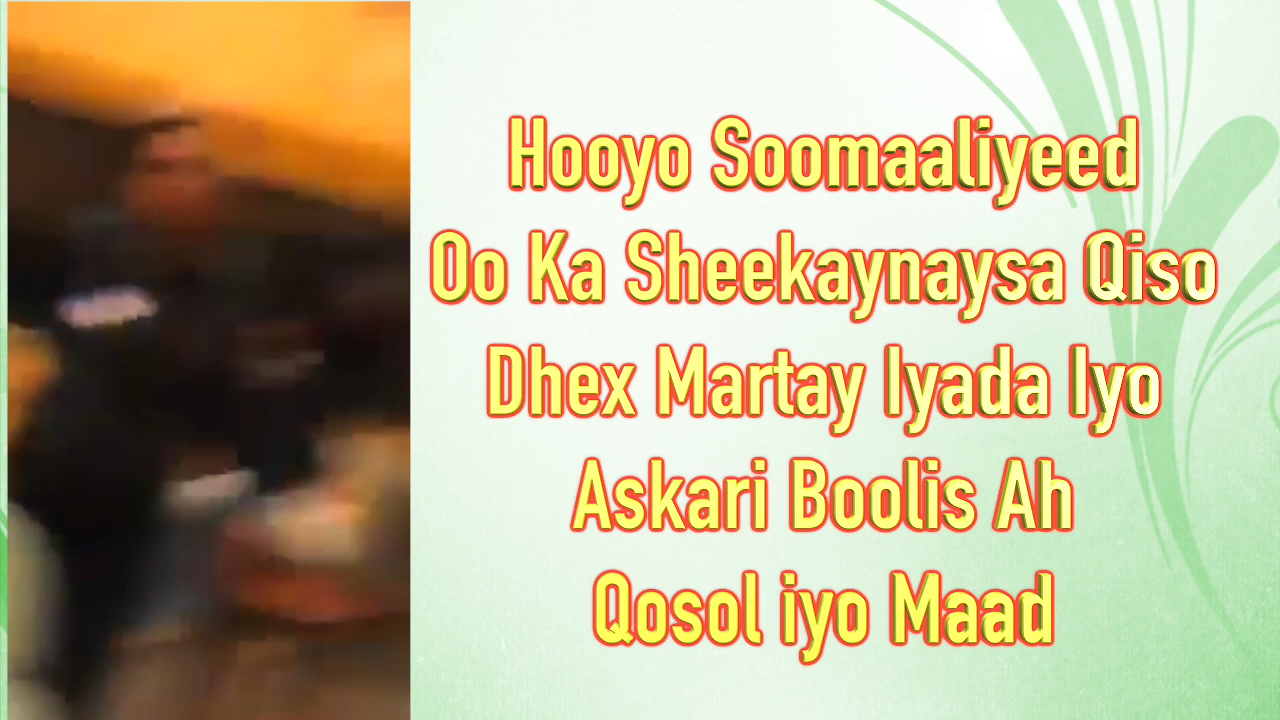 Hooyo Soomaaliyeed
Oo Ka Sheekaynaysa Qiso
Dhex Martay Iyada Iyo
Askari Boolis Ah
Qosol iyo Maad